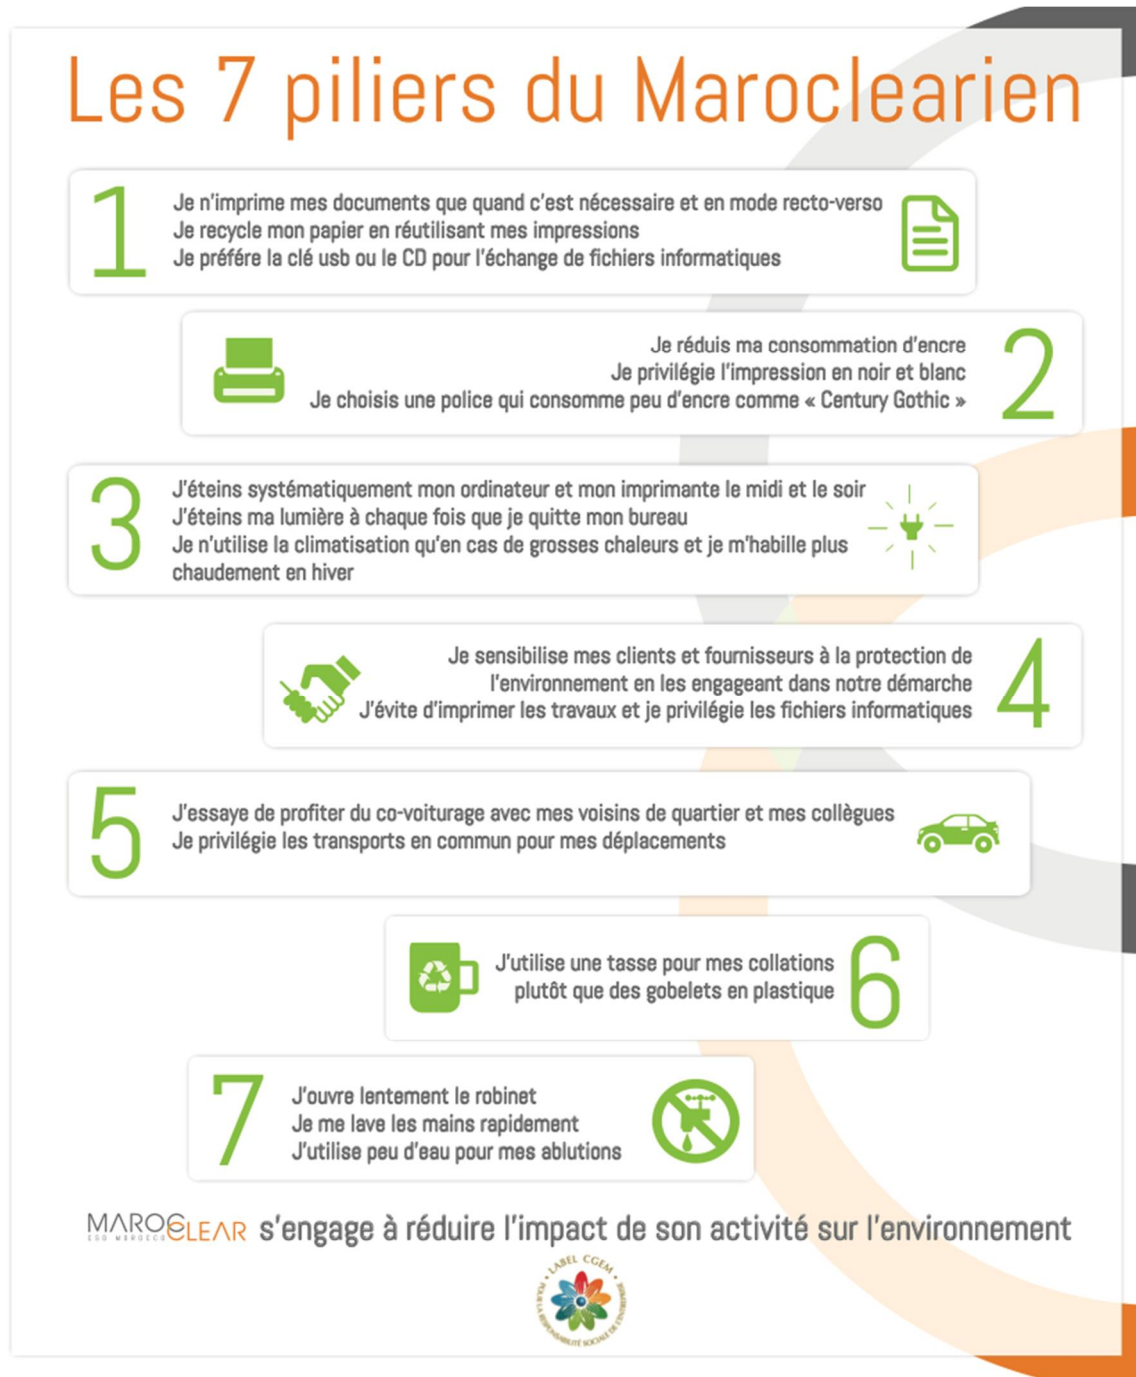 Les 7 piliers du Maroclearien
1
Je n'imprime mes documents que quand c'est nécessaire et en mode recto-verso
Je recycle mon papier en réutilisant mes impressions
Je préfére la clé usb ou le CD pour l'échange de fichiers informatiques
2
Je réduis ma consommation d'encre
Je privilégie l'impression en noir et blanc
Je choisis une police qui consomme peu d'encre comme « Century Gothic »
3
J'éteins systématiquement mon ordinateur et mon imprimante le midi et le soir
J'éteins ma lumière à chaque fois que je quitte mon bureau
Je n'utilise la climatisation qu'en cas de grosses chaleurs et je m'habille plus
chaudement en hiver
4
Je sensibilise mes clients et fournisseurs à la protection de
l'environnement en les engageant dans notre démarche
J'évite d'imprimer les travaux et je privilégie les fichiers informatiques
5
J'essaye de profiter du co-voiturage avec mes voisins de quartier et mes collègues
Je privilégie les transports en commun pour mes déplacements
6
J'utilise une tasse pour mes collations
plutôt que des gobelets en plastique
7
J'ouvre lentement le robinet
Je me lave les mains rapidement
J'utilise peu d'eau pour mes ablutions
MAROCLEAR s'engage à réduire l'impact de son activité sur l'environnement
LABEL CGEM
POUR LA RESPONSABILITÉ SOCIALE DE L'ENTREPRISE